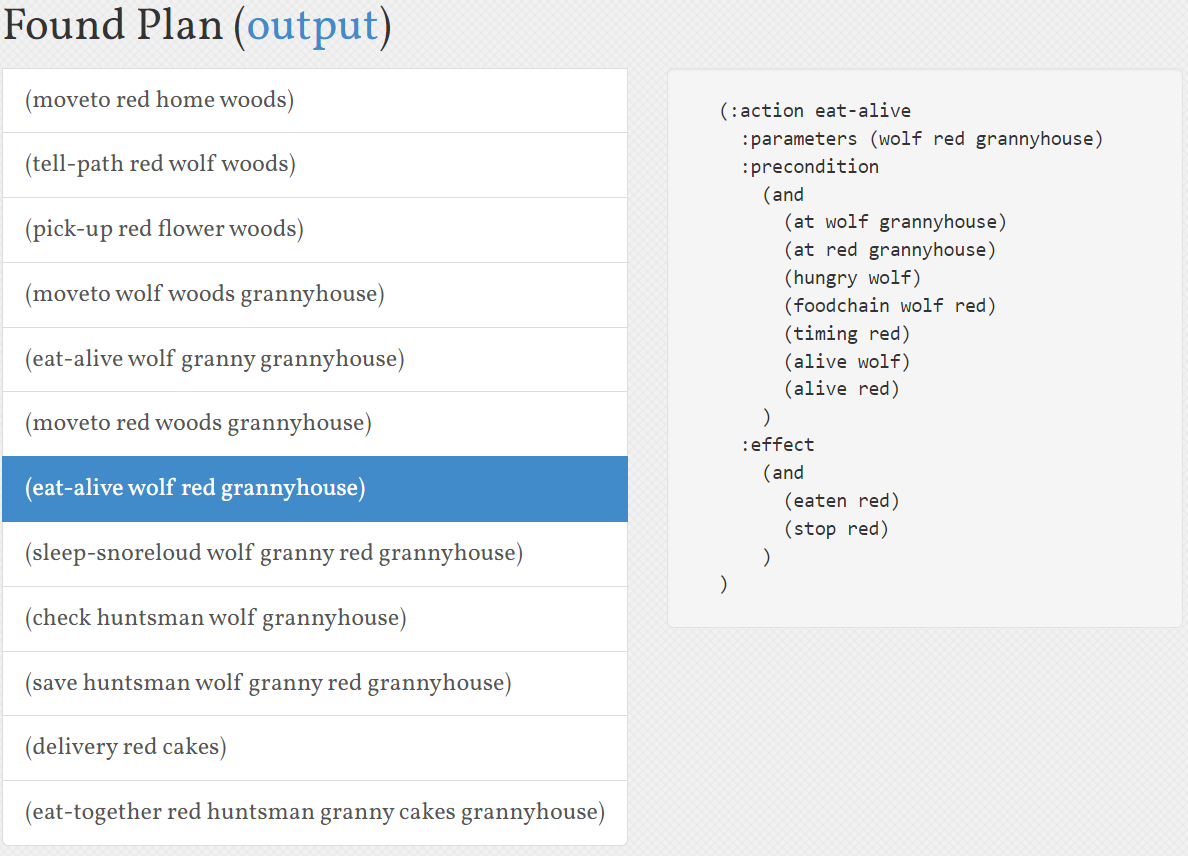 Found Plan (output)
(moveto red home woods)
(tell-path red wolf woods)
(pick-up red flower woods)
(moveto wolf woods grannyhouse)
(eat-alive wolf granny grannyhouse)
(moveto red woods grannyhouse)
(eat-alive wolf red grannyhouse)
(sleep-snoreloud wolf granny red grannyhouse)
(check huntsman wolf grannyhouse)
(save huntsman wolf granny red grannyhouse)
(delivery red cakes)
(eat-together red huntsman granny cakes grannyhouse)
(:action eat-alive
:parameters (wolf red grannyhouse)
:precondition
(and
(at wolf grannyhouse)
(at red grannyhouse)
(hungry wolf)
(foodchain wolf red)
(timing red)
(alive wolf)
(alive red)
)
:effect
(and
(eaten red)
(stop red)
)
)